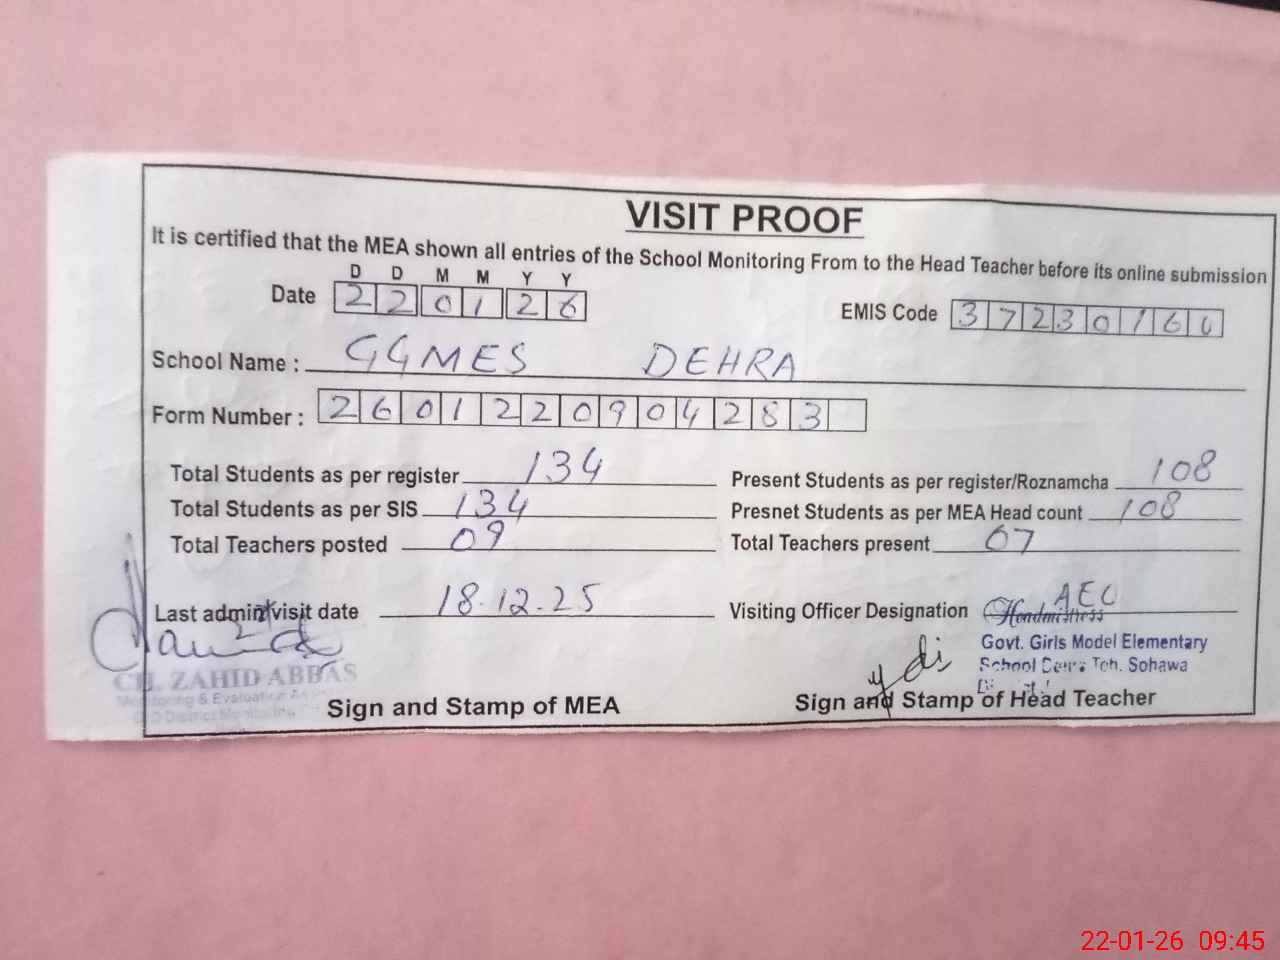 VISIT PROOF
It is certified that the MEA shown all entries of the School Monitoring From to the Head Teacher before its online submission
D D M M Y Y
Date 2 2 0 1 2 6 EMIS Code 3 7 2 3 0 1 6
School Name : GGMES DEHRA
Form Number : 2 6 0 1 2 2 0 9 0 4 2 8 3
Total Students as per register 134 Present Students as per register/Roznamcha 108
Total Students as per SIS 134 Presnet Students as per MEA Head count 108
Total Teachers posted 09 Total Teachers present 07
Last admin visit date 18.12.25 Visiting Officer Designation AEO
Headmistress
Govt. Girls Model Elementary
School Teh. Sohawa
CH. ZAHID ABBAS
Monitoring & Evaluation
District
Sign and Stamp of MEA Sign and Stamp of Head Teacher
22-01-26 09:45